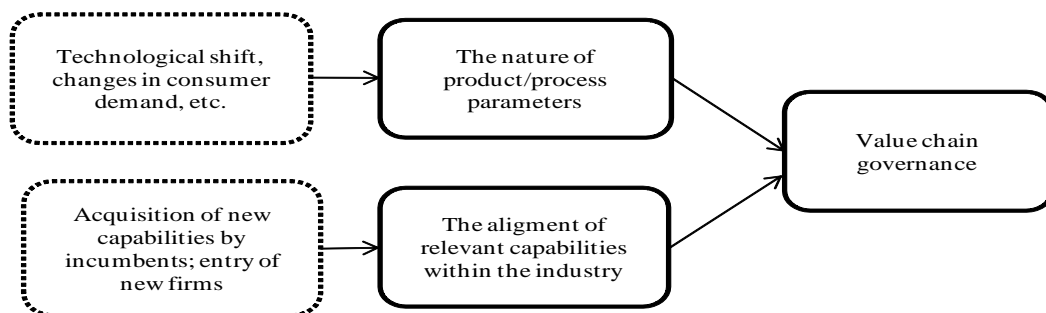 Technological shift,
changes in consumer
demand, etc.
The nature of
product/process
parameters
Value chain
governance
Acquisition of new
capabilities by
incumbents; entry of
new firms
The aligment of
relevant capabilities
within the industry